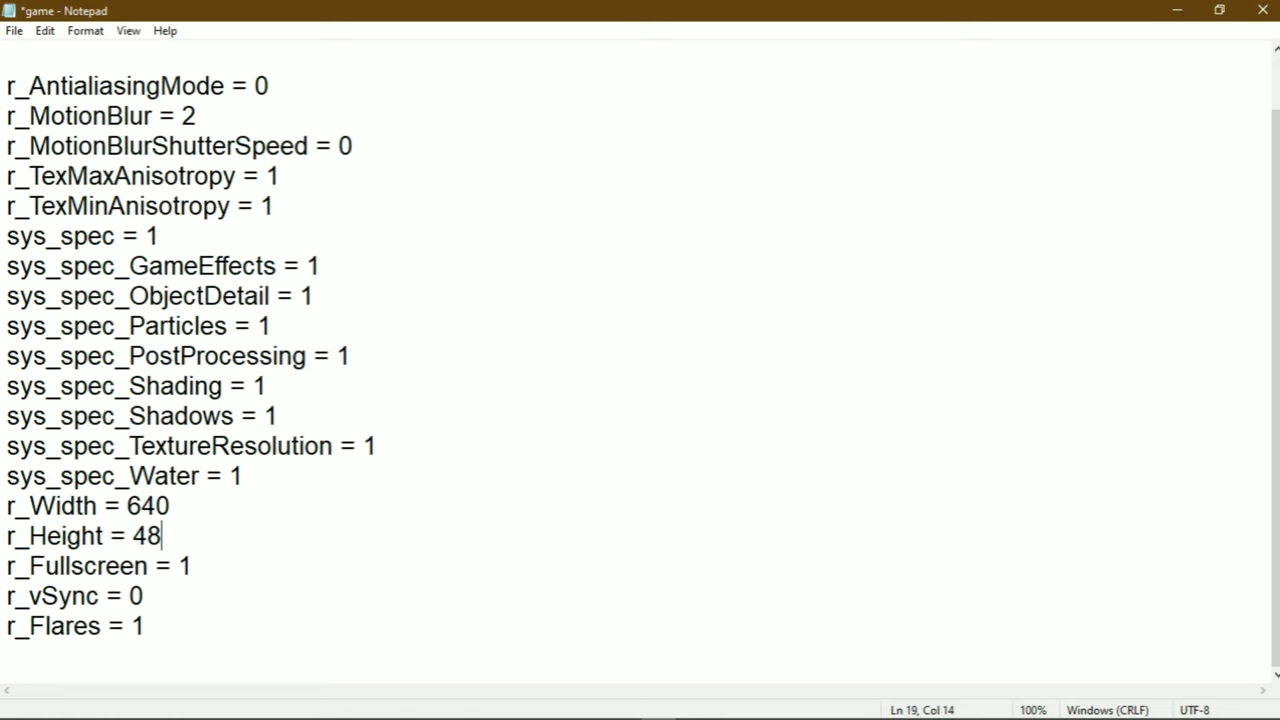 *game - Notepad
File Edit Format View Help
r_AntialiasingMode = 0
r_MotionBlur = 2
r_MotionBlurShutterSpeed = 0
r_TexMaxAnisotropy = 1
r_TexMinAnisotropy = 1
sys_spec = 1
sys_spec_GameEffects = 1
sys_spec_ObjectDetail = 1
sys_spec_Particles = 1
sys_spec_PostProcessing = 1
sys_spec_Shading = 1
sys_spec_Shadows = 1
sys_spec_TextureResolution = 1
sys_spec_Water = 1
r_Width = 640
r_Height = 48
r_Fullscreen = 1
r_vSync = 0
r_Flares = 1
Ln 19, Col 14 100% Windows (CRLF) UTF-8